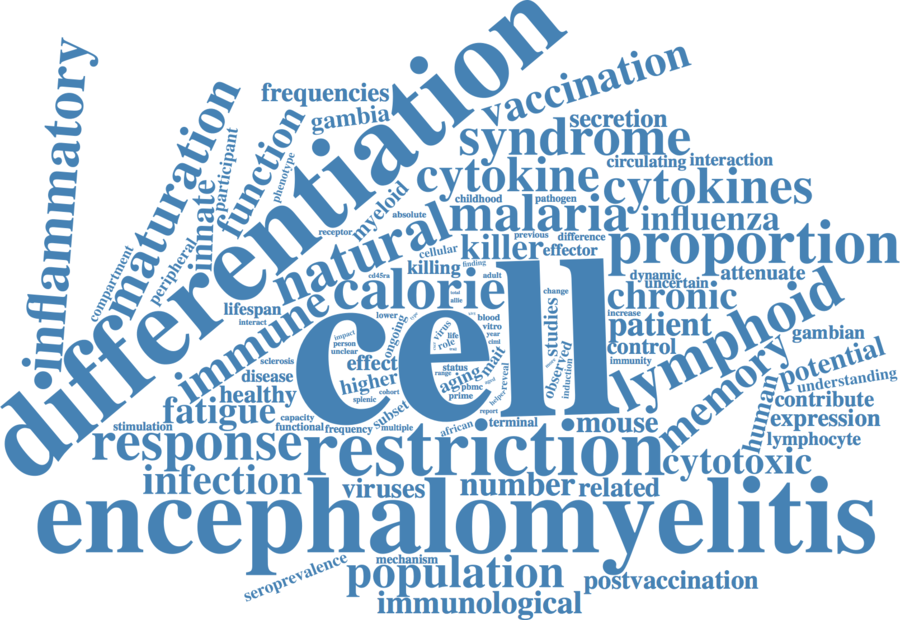 inflammatory
differentiation
maturation
frequencies
gambia
function
participant
phenotype
innate
peripheral
compartment
vaccination
syndrome
secretion
circulating
interaction
cytokine
cytokines
childhood
pathogen
malaria
influenza
myeloid
absolute
receptor
natural
cellular
killer
previous
difference
effector
proportion
killing
finding
cd45ra
adult
dynamic
uncertain
attenuate
calorie
chronic
change
increase
lifespan
interact
immune
lower
ongoing
blood
vitro
year
cell
studies
patient
control
immunity
lymphoid
gambian
impact
person
unclear
virus
life
role
sclerosis
disease
healthy
effect
higher
cohort
splenic
status
range
aging
pbmc
prime
mait
reveal
helper
observed
induction
memory
potential
understanding
human
contribute
expression
lymphocyte
fatigue
capacity
functional
frequency
multiple
subset
report
african
terminal
mouse
stimulation
response
restriction
cytotoxic
infection
viruses
number
related
encephalomyelitis
seroprevalence
mechanism
population
postvaccination
immunological